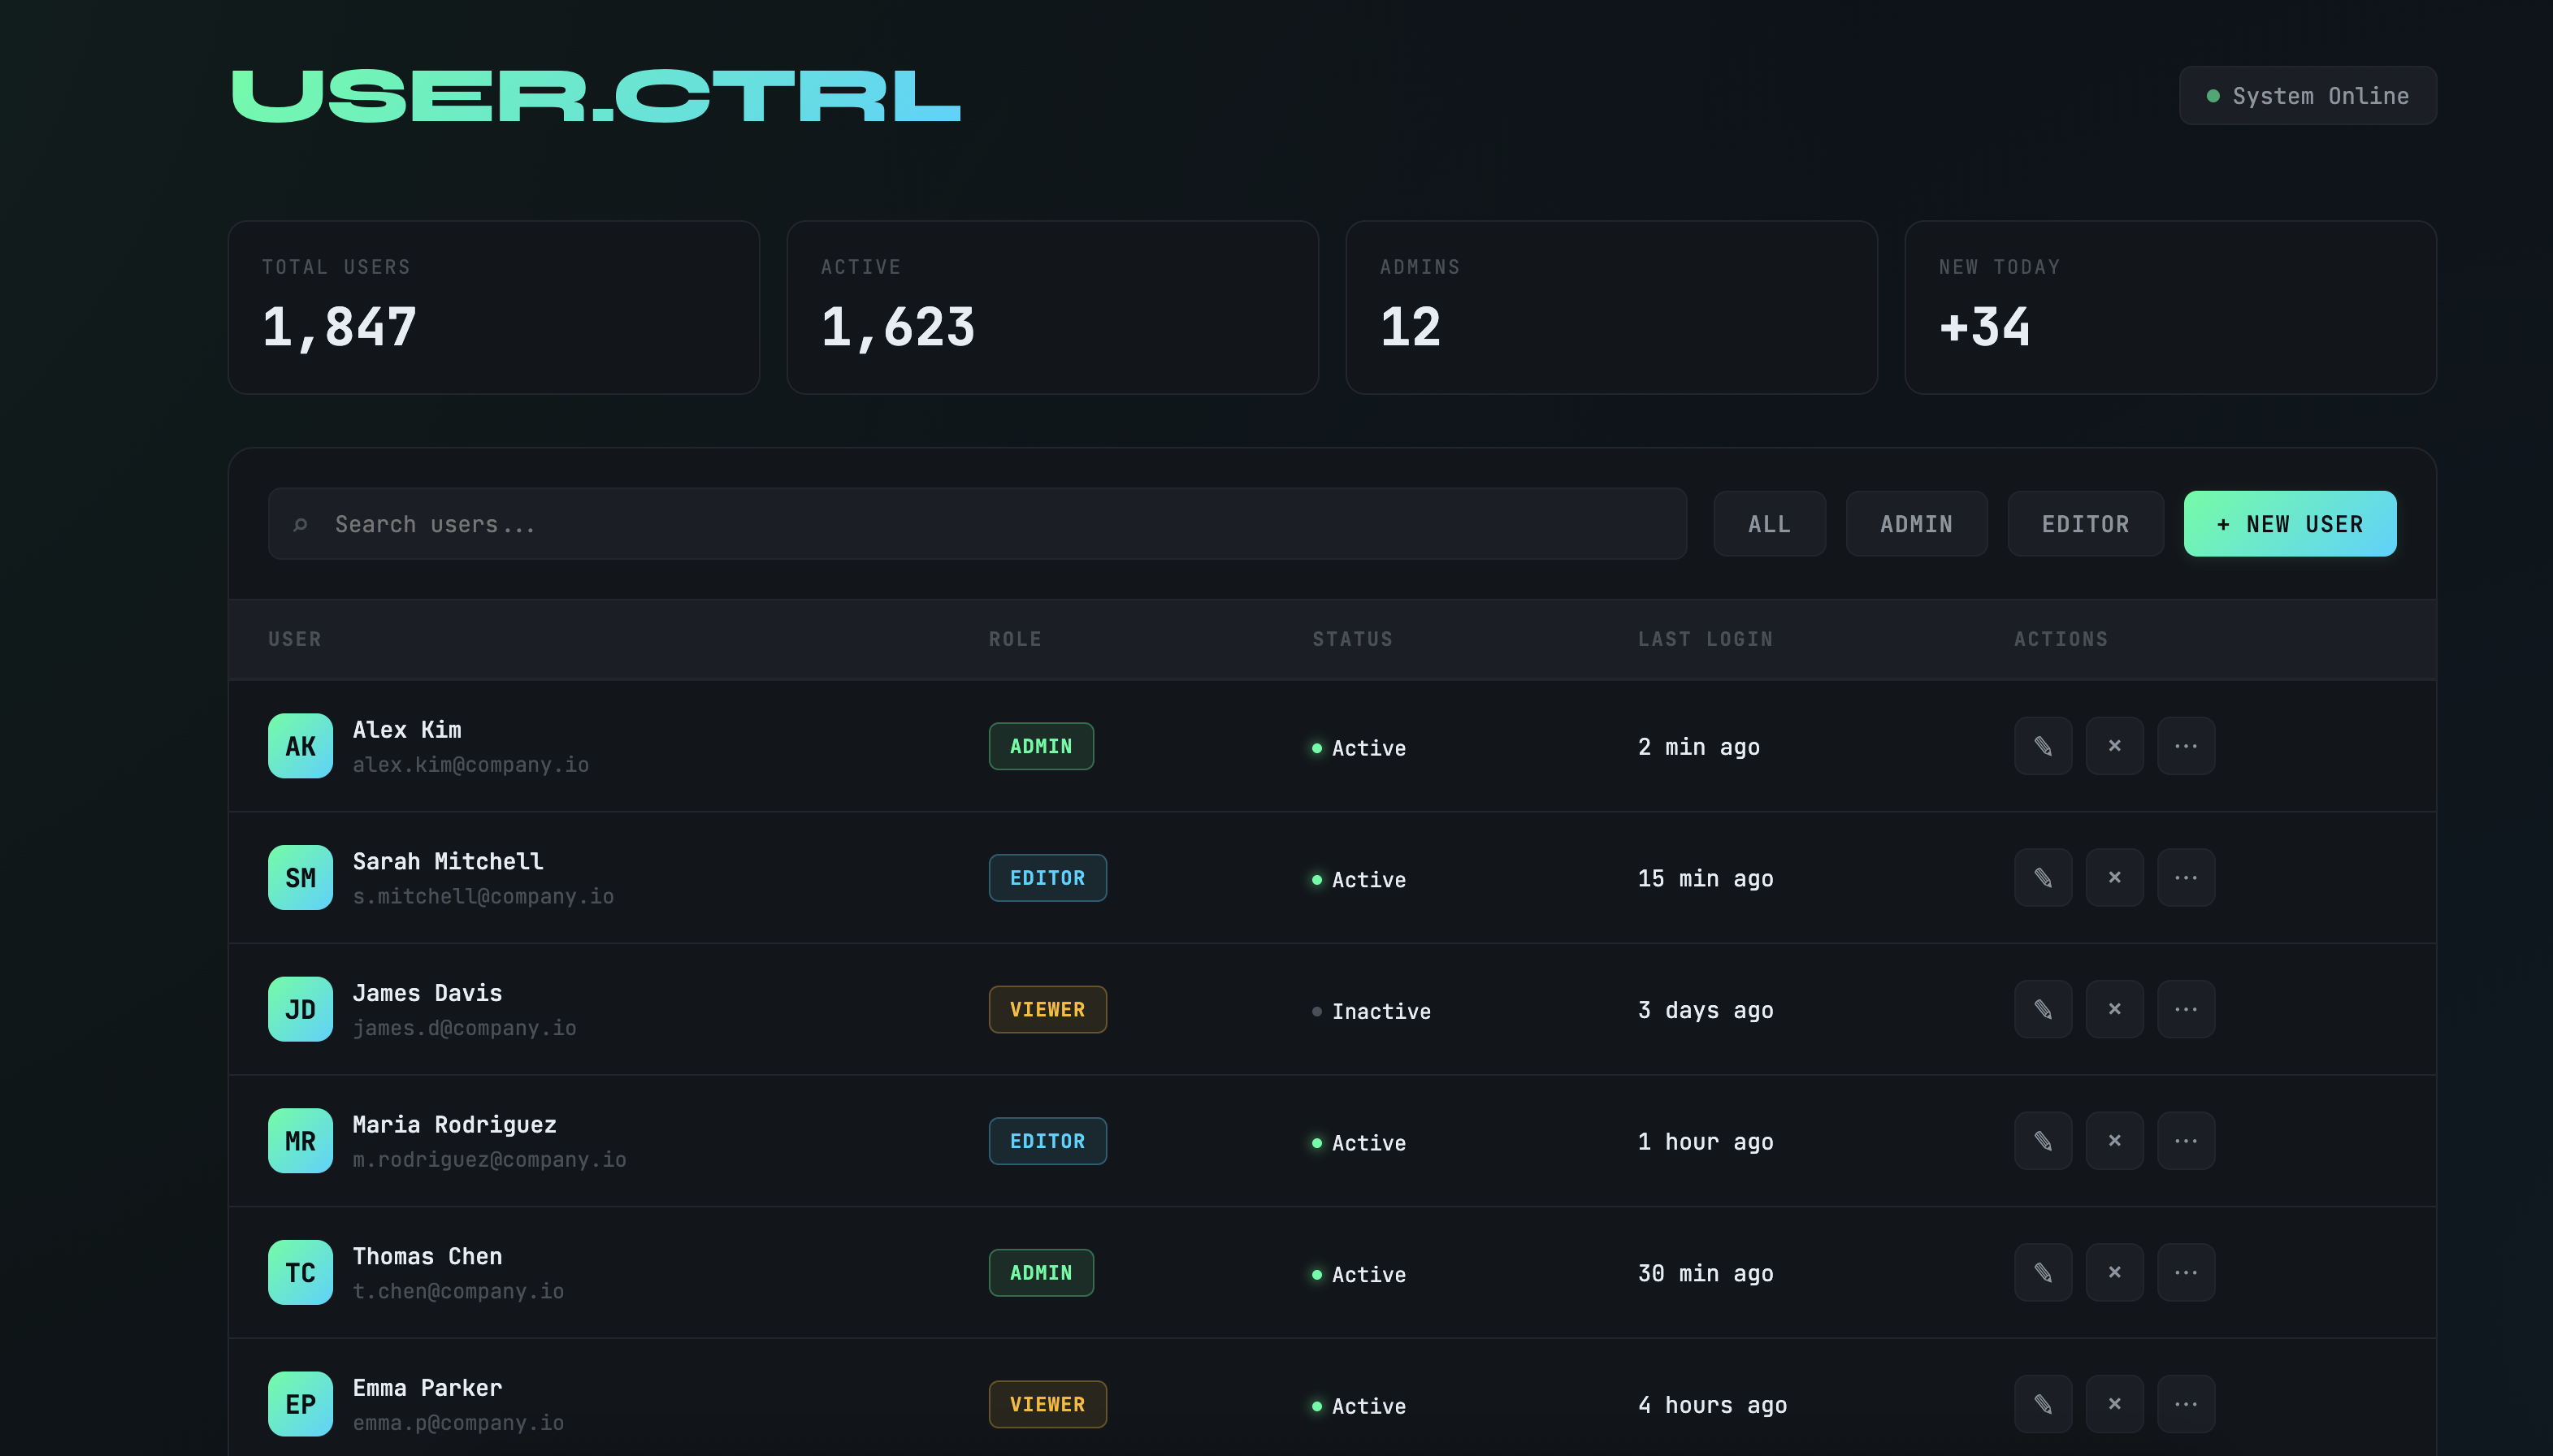 USER.CTRL
System Online
TOTAL USERS
1,847
ACTIVE
1,623
ADMINS
12
NEW TODAY
+34
Search users...
ALL
ADMIN
EDITOR
+ NEW USER
USER ROLE STATUS LAST LOGIN ACTIONS
AK Alex Kim
alex.kim@company.io
ADMIN Active 2 min ago
SM Sarah Mitchell
s.mitchell@company.io
EDITOR Active 15 min ago
JD James Davis
james.d@company.io
VIEWER Inactive 3 days ago
MR Maria Rodriguez
m.rodriguez@company.io
EDITOR Active 1 hour ago
TC Thomas Chen
t.chen@company.io
ADMIN Active 30 min ago
EP Emma Parker
emma.p@company.io
VIEWER Active 4 hours ago